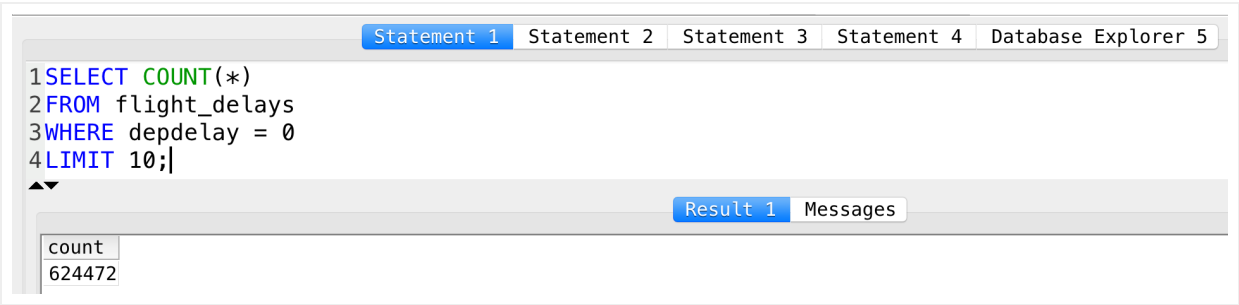 Statement 1 Statement 2 Statement 3 Statement 4 Database Explorer 5
1 SELECT COUNT(*)
2 FROM flight_delays
3 WHERE depdelay = 0
4 LIMIT 10;
Result 1 Messages
count
624472